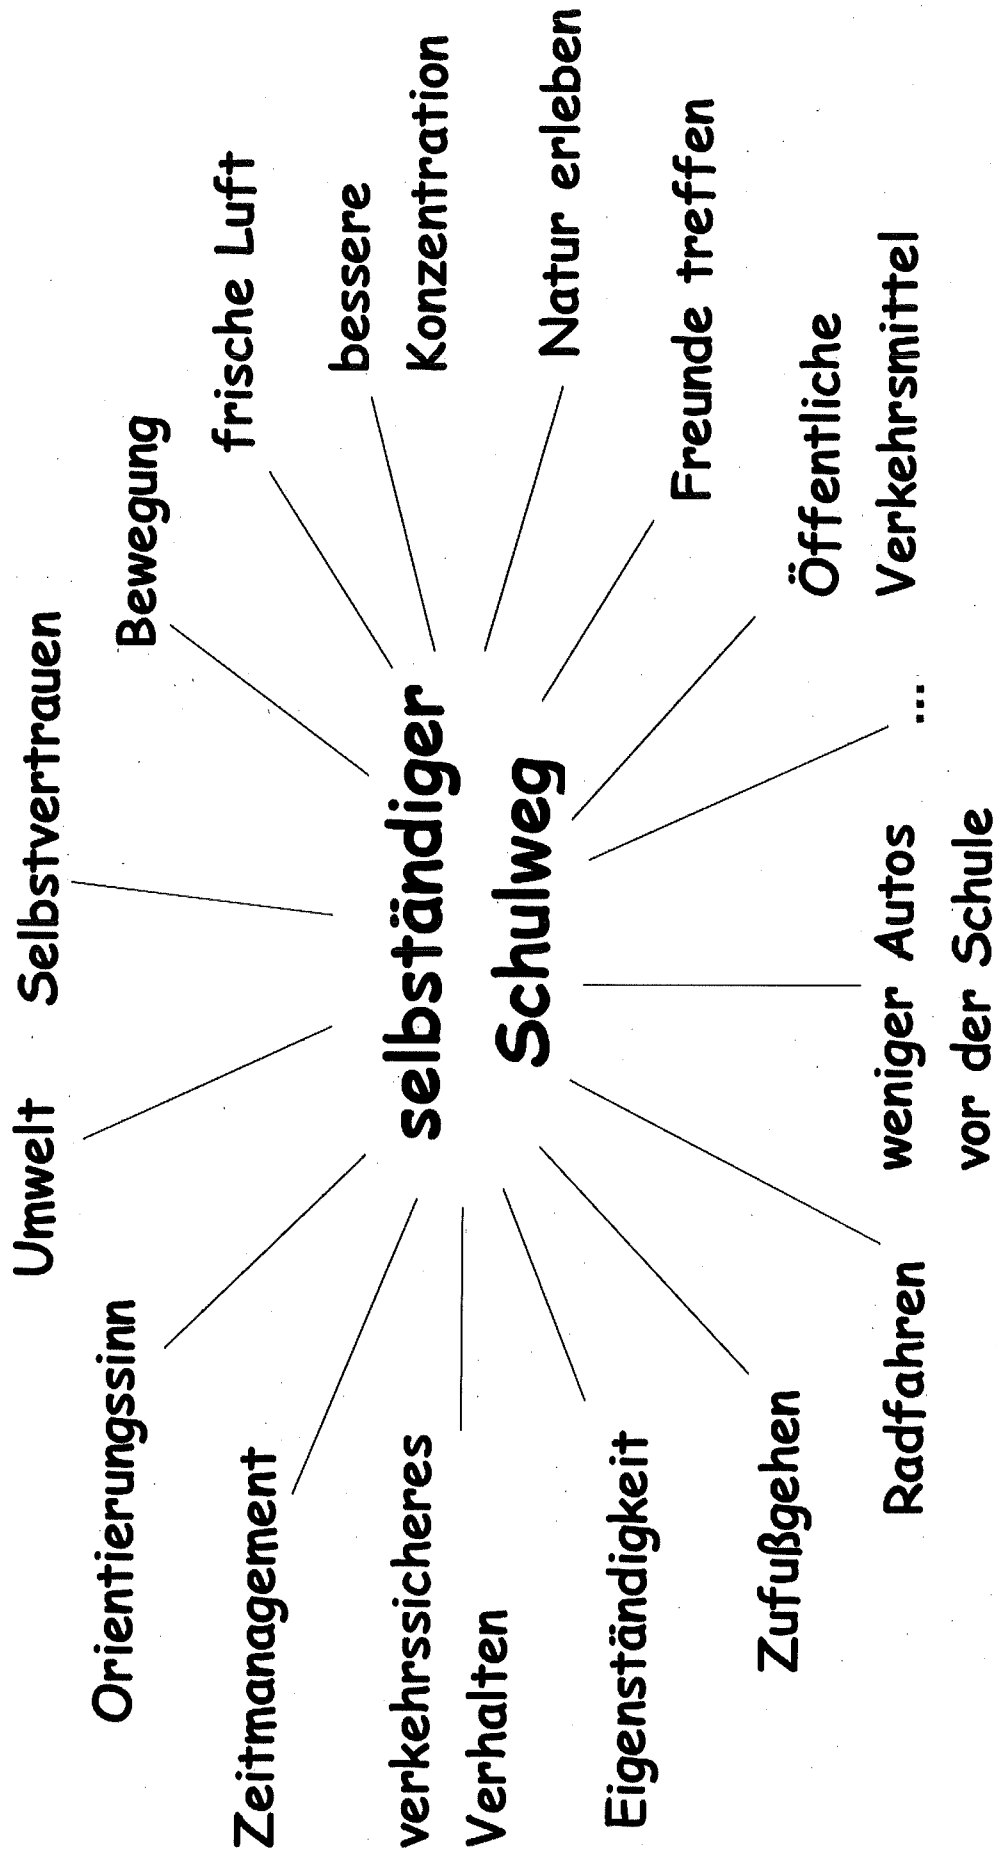 selbständiger
Schulweg
Umwelt
Selbstvertrauen
Bewegung
frische Luft
bessere
Konzentration
Natur erleben
Freunde treffen
Öffentliche
Verkehrsmittel
...
weniger Autos
vor der Schule
Radfahren
Zufußgehen
Eigenständigkeit
verkehrssicheres
Verhalten
Zeitmanagement
Orientierungssinn